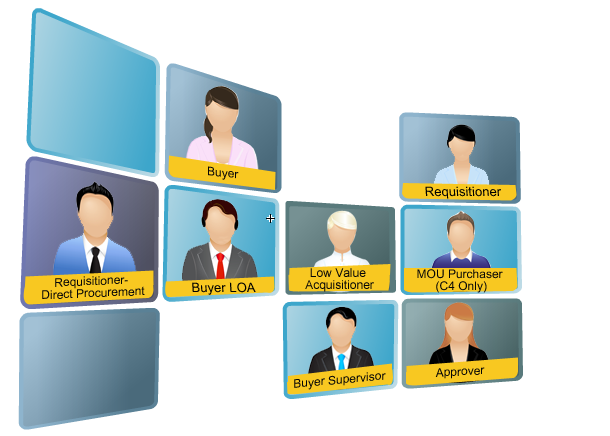 Buyer
Requisitioner
Requisitioner-
Direct Procurement
Buyer LOA
Low Value
Acquisitioner
MOU Purchaser
(C4 Only)
Buyer Supervisor
Approver